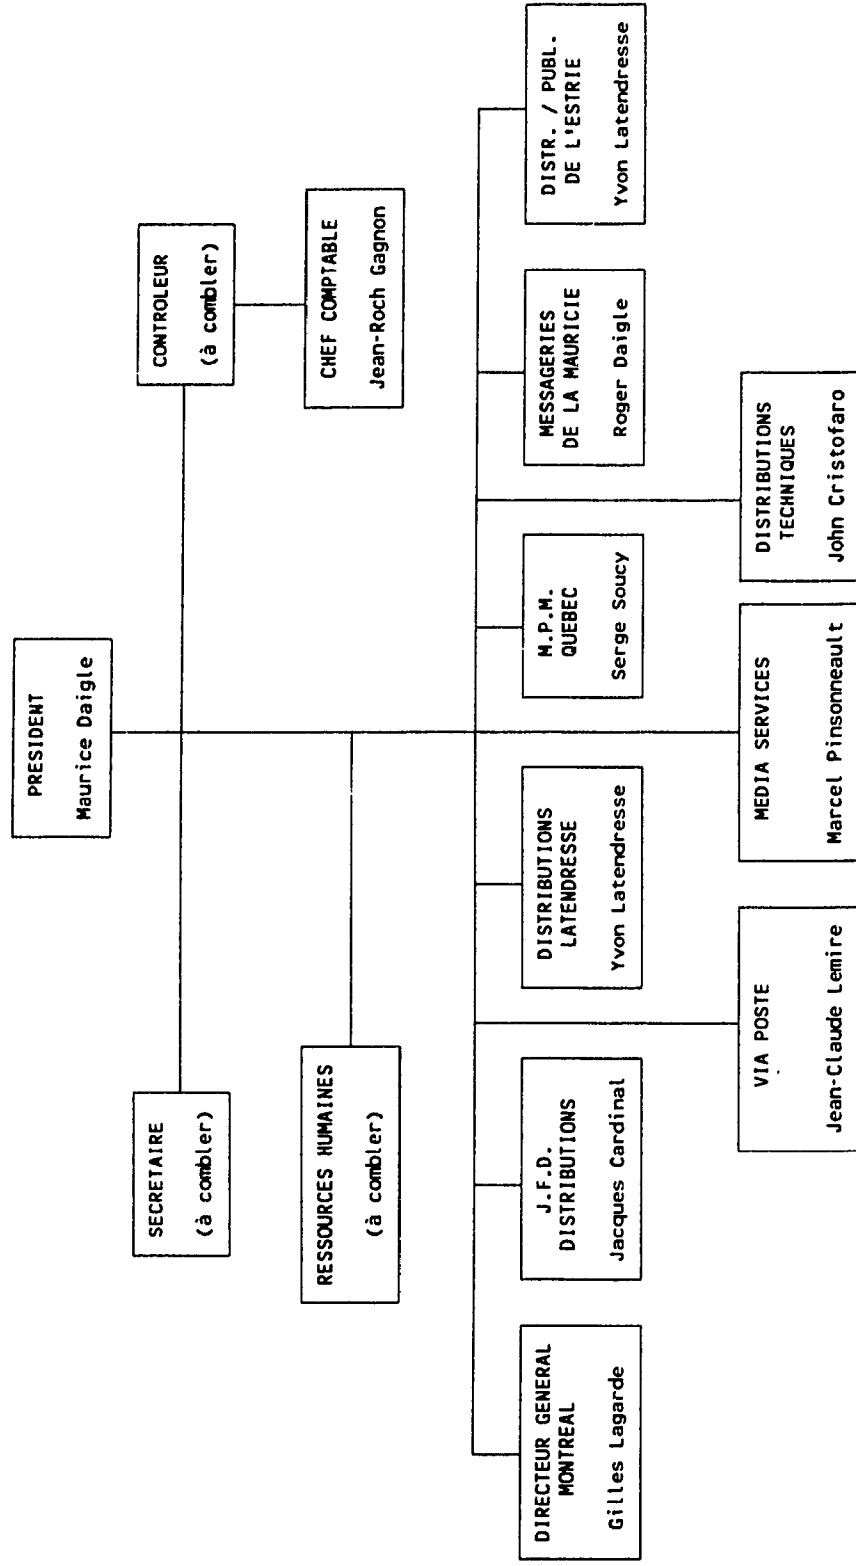 PRESIDENT
Maurice Daigle
SECRETAIRE
(à combler)
CONTROLEUR
(à combler)
RESSOURCES HUMAINES
(à combler)
CHEF COMPTABLE
Jean-Roch Gagnon
DIRECTEUR GENERAL
MONTREAL
Gilles Lagarde
J.F.D.
DISTRIBUTIONS
Jacques Cardinal
DISTRIBUTIONS
LATENDRESSE
Yvon Latendresse
M.P.M.
QUEBEC
Serge Soucy
MESSAGERIES
DE LA MAURICIE
Roger Daigle
DISTR. / PUBL.
DE L'ESTRIE
Yvon Latendresse
VIA POSTE
Jean-Claude Lemire
MEDIA SERVICES
Marcel Pinsonneault
DISTRIBUTIONS
TECHNIQUES
John Cristofaro